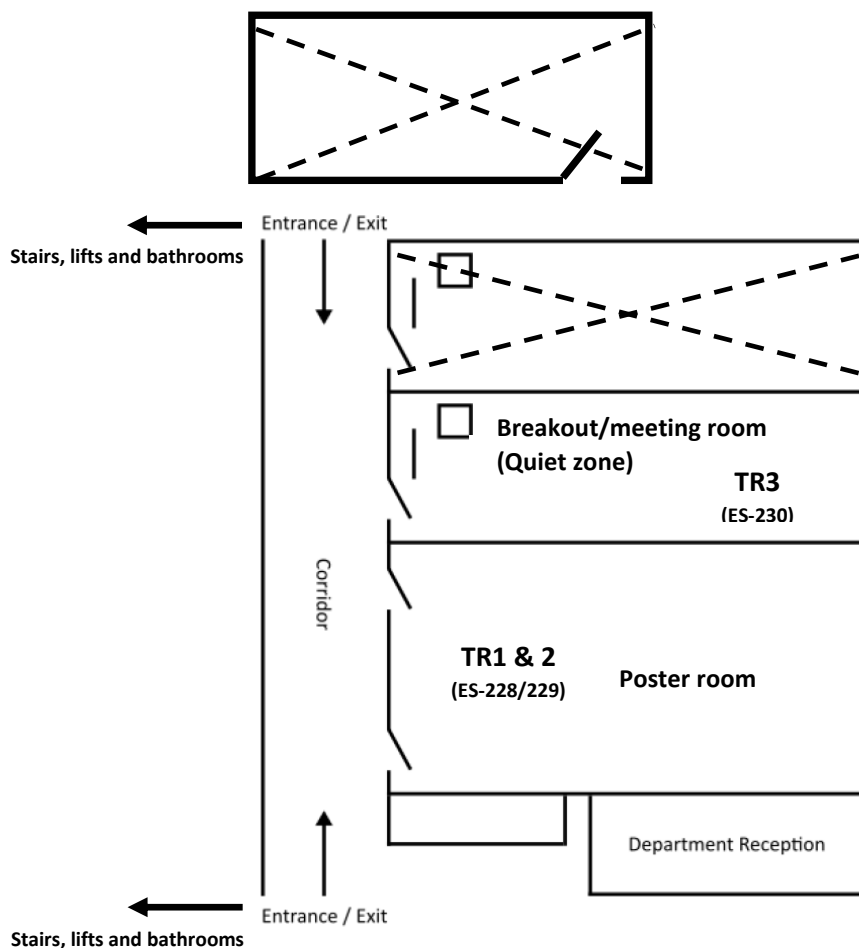 Entrance / Exit
Stairs, lifts and bathrooms
Breakout/meeting room
(Quiet zone)
TR3
(ES-230)
Corridor
TR1 & 2
(ES-228/229)
Poster room
Department Reception
Entrance / Exit
Stairs, lifts and bathrooms